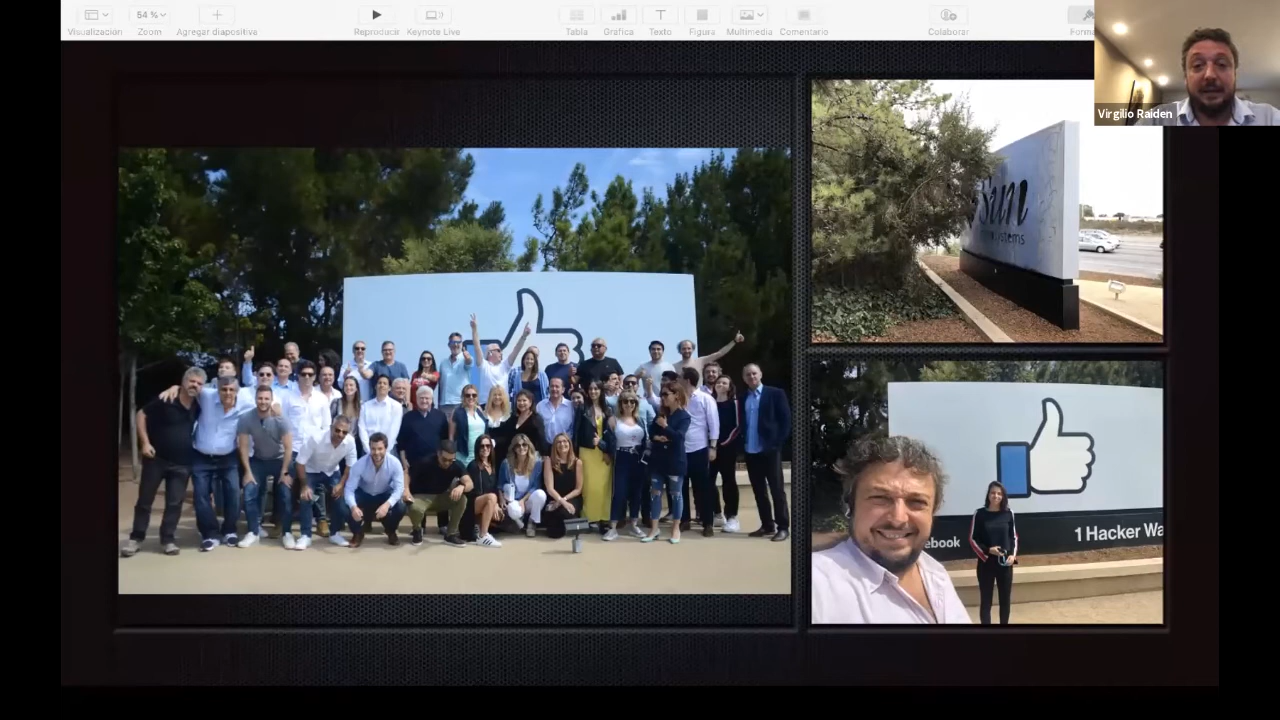 54 %
Visualización
Zoom
Agregar diapositiva
Reproducir
Keynote Live
Tabla
Gráfica
Texto
Figura
Multimedia
Comentario
Colaborar
Virgilio Raiden
Sun
1 Hacker Wa